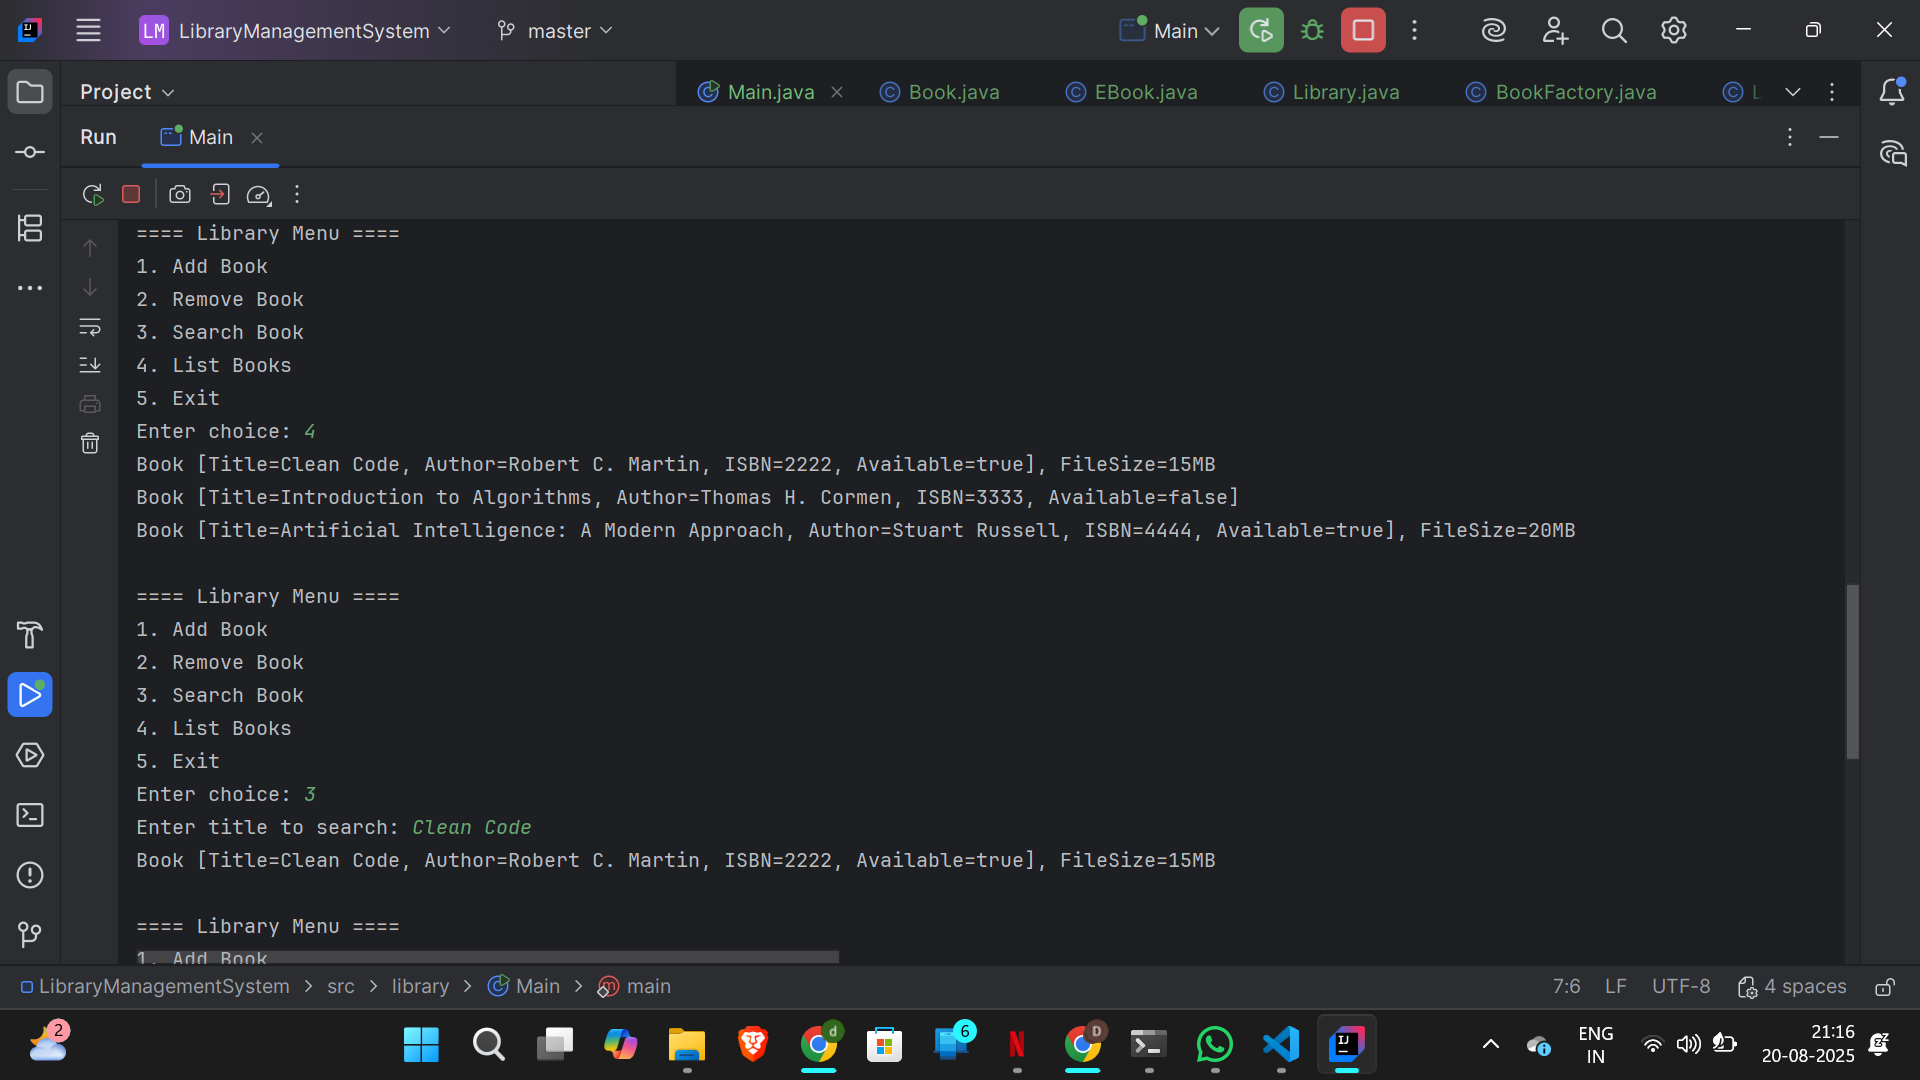 LM LibraryManagementSystem master Main
Project Main.java Book.java EBook.java Library.java BookFactory.java L
Run Main
==== Library Menu ====
1. Add Book
2. Remove Book
3. Search Book
4. List Books
5. Exit
Enter choice: 4
Book [Title=Clean Code, Author=Robert C. Martin, ISBN=2222, Available=true], FileSize=15MB
Book [Title=Introduction to Algorithms, Author=Thomas H. Cormen, ISBN=3333, Available=false]
Book [Title=Artificial Intelligence: A Modern Approach, Author=Stuart Russell, ISBN=4444, Available=true], FileSize=20MB
==== Library Menu ====
1. Add Book
2. Remove Book
3. Search Book
4. List Books
5. Exit
Enter choice: 3
Enter title to search: Clean Code
Book [Title=Clean Code, Author=Robert C. Martin, ISBN=2222, Available=true], FileSize=15MB
==== Library Menu ====
1. Add Book
LibraryManagementSystem > src > library > Main > main 7:6 LF UTF-8 4 spaces
2 d 6 N D IJ ENG 21:16
IN 20-08-2025